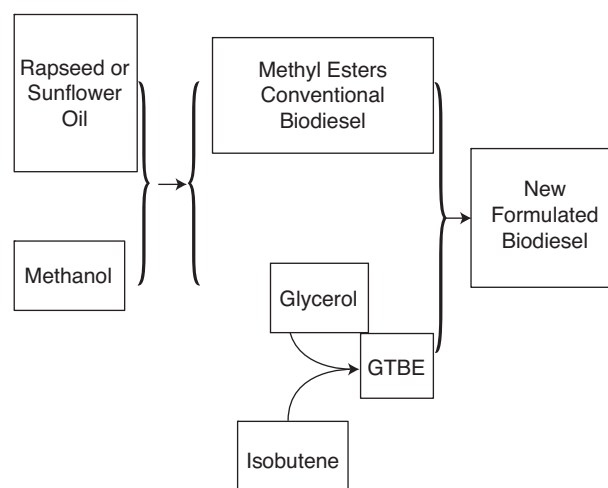 Rapseed or
Sunflower
Oil
Methanol
Methyl Esters
Conventional
Biodiesel
Glycerol
GTBE
Isobutene
New
Formulated
Biodiesel